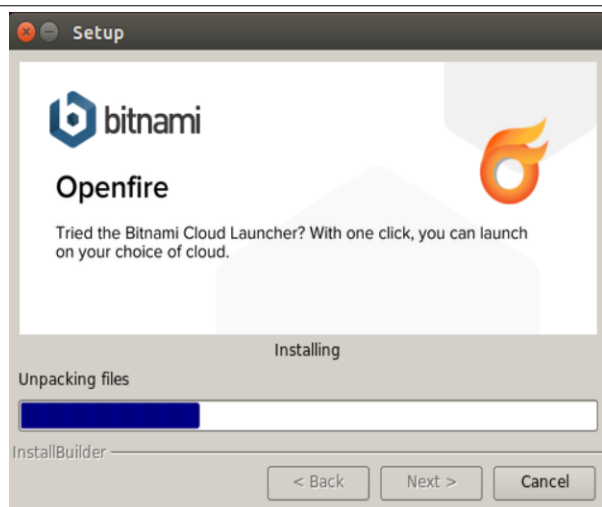 Setup
bitnami
Openfire
Tried the Bitnami Cloud Launcher? With one click, you can launch
on your choice of cloud.
Installing
Unpacking files
InstallBuilder
< Back Next > Cancel